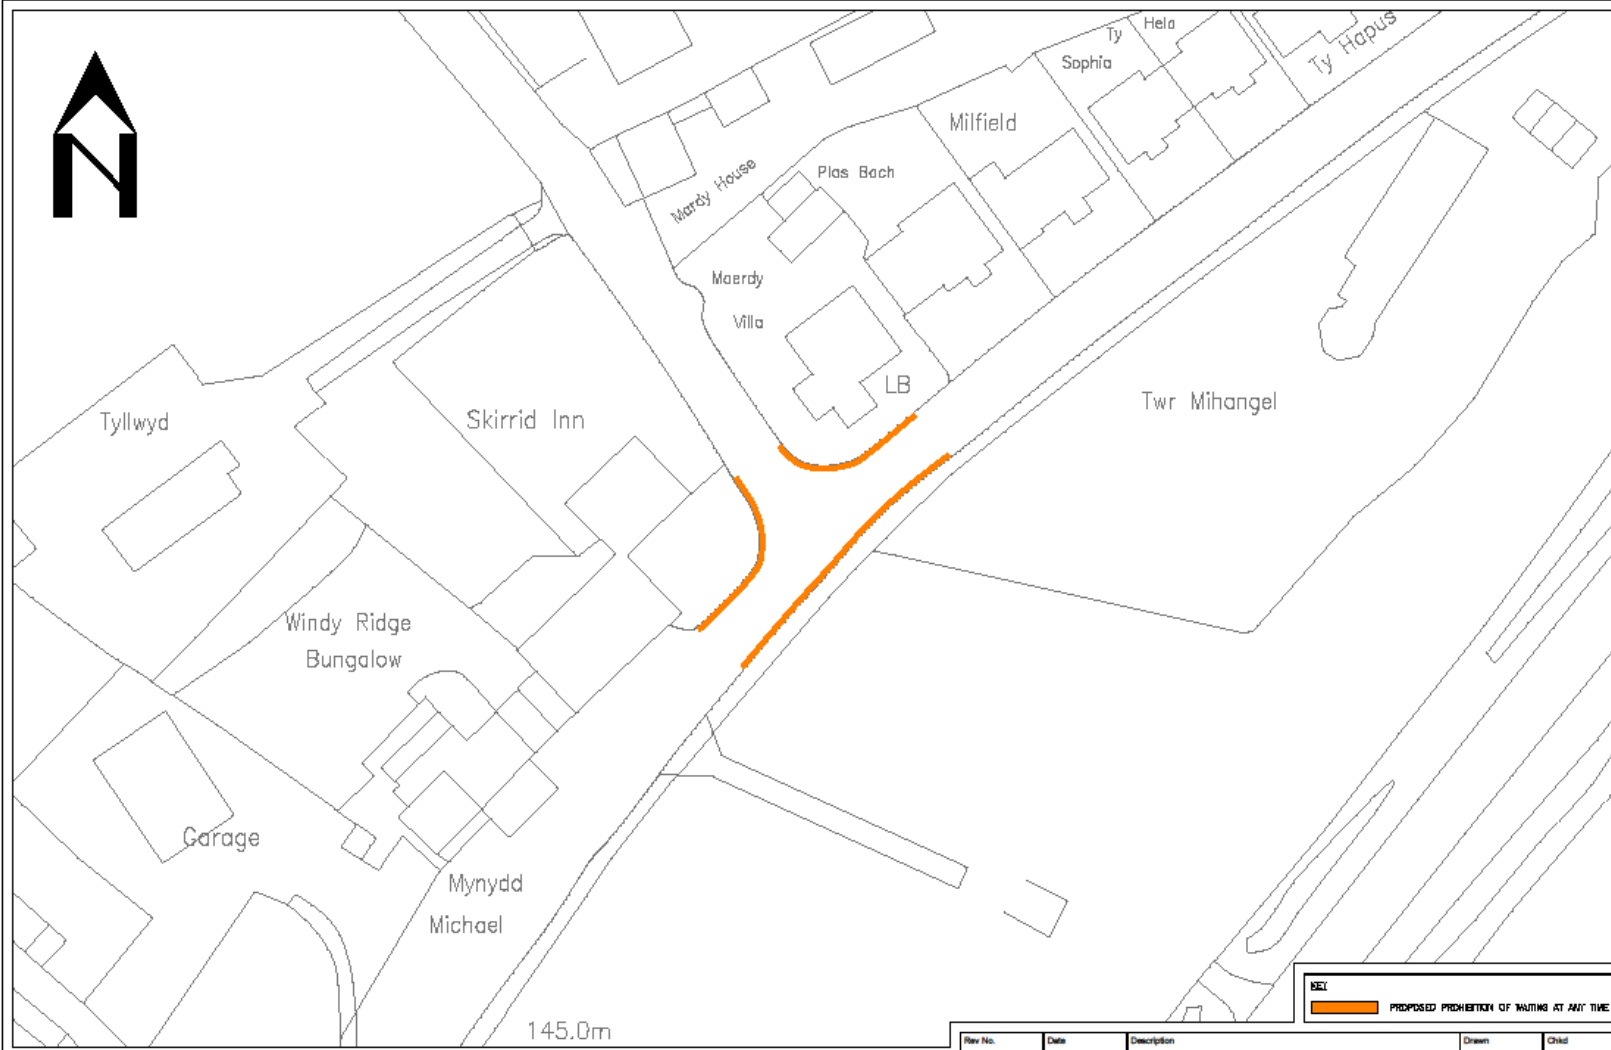 N
Ty
Hela
Sophia
Ty Hapus
Milfield
Plas Bach
Mardy House
Maerdy
Villa
LB
Twr Mihangel
Tyllwyd
Skirrid Inn
Windy Ridge
Bungalow
Garage
Mynydd
Michael
145.0m
KEY
PROPOSED PROHIBITION OF WAITING AT ANY TIME
Rev No. Date Description Drawn Chkd